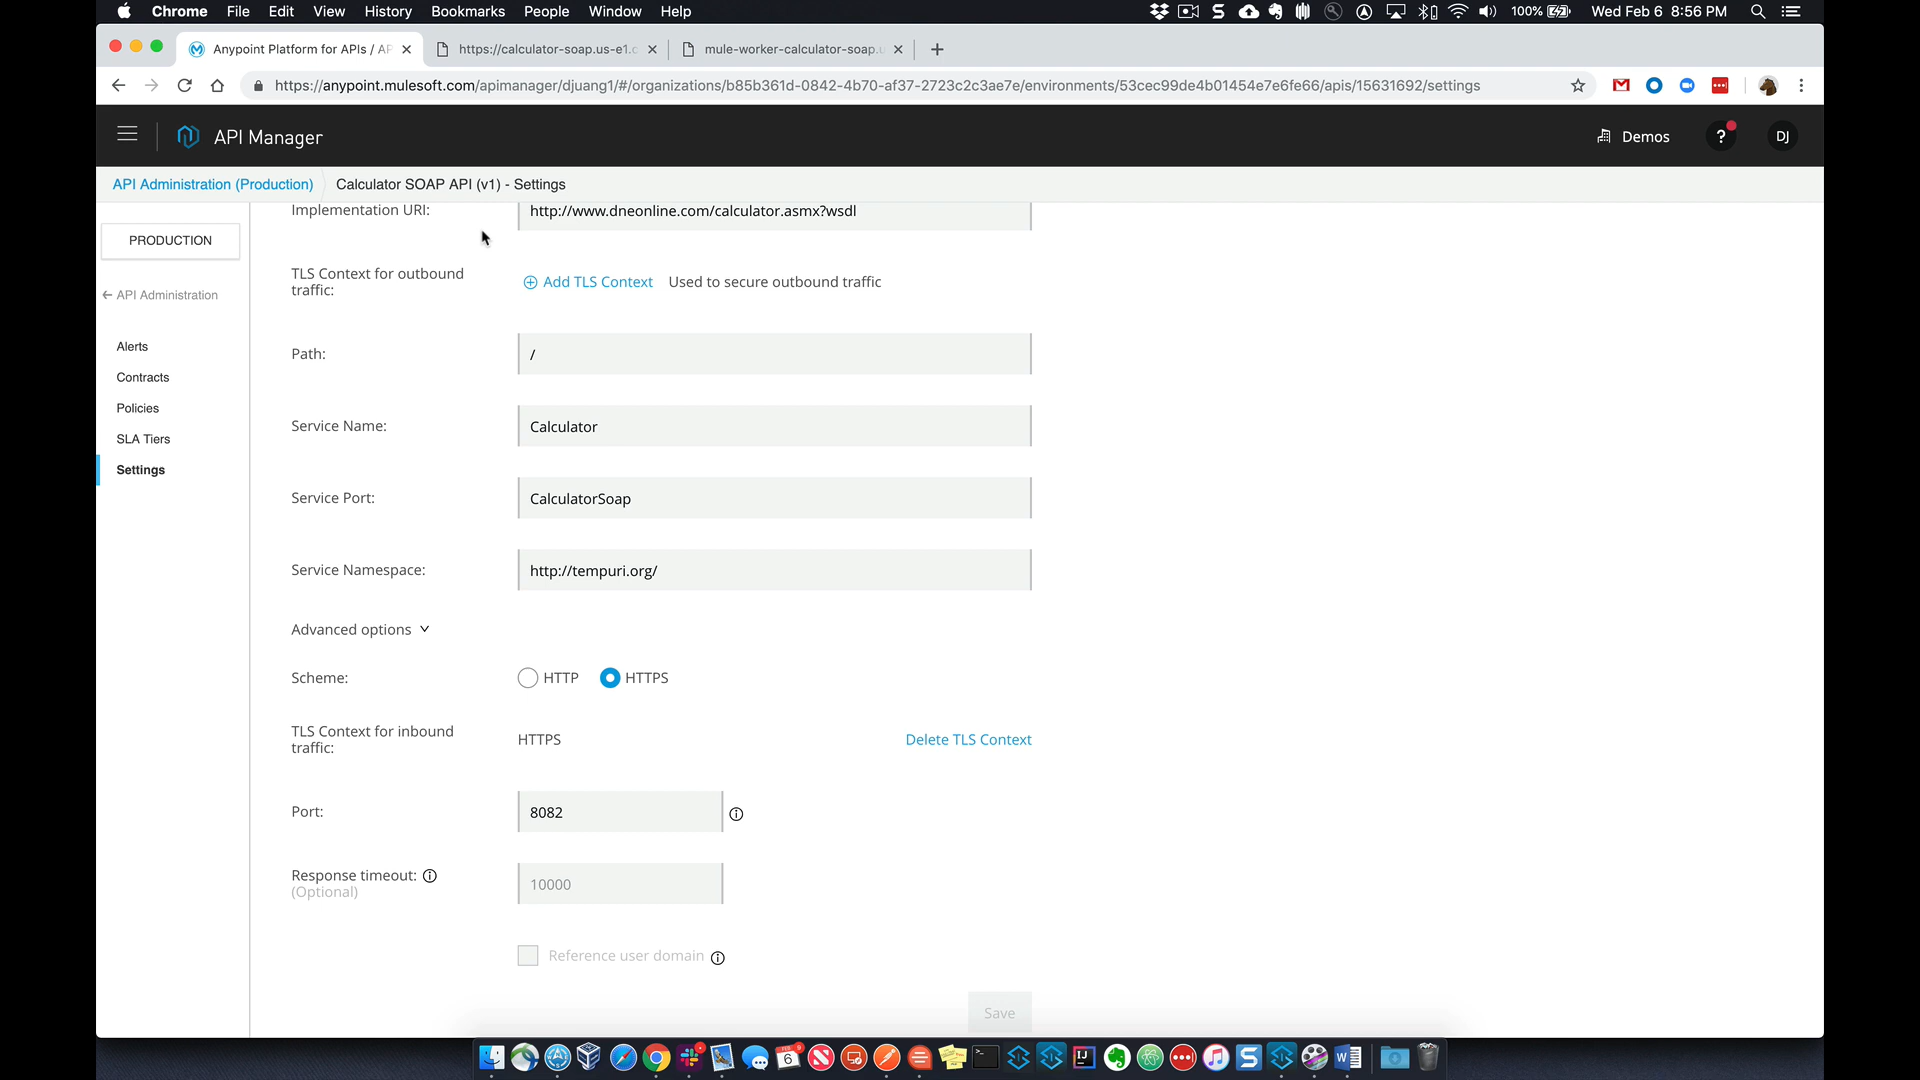 Chrome File Edit View History Bookmarks People Window Help
100% Wed Feb 6 8:56 PM
Anypoint Platform for APIs / AP
https://calculator-soap.us-e1.c
mule-worker-calculator-soap.u
https://anypoint.mulesoft.com/apimanager/djuang1/#/organizations/b85b361d-0842-4b70-af37-2723c2c3ae7e/environments/53cec99de4b01454e7e6fe66/apis/15631692/settings
API Manager
Demos
?
DJ
API Administration (Production)
Calculator SOAP API (v1) - Settings
PRODUCTION
API Administration
Alerts
Contracts
Policies
SLA Tiers
Settings
Implementation URI:
http://www.dneonline.com/calculator.asmx?wsdl
TLS Context for outbound
traffic:
Add TLS Context
Used to secure outbound traffic
Path:
/
Service Name:
Calculator
Service Port:
CalculatorSoap
Service Namespace:
http://tempuri.org/
Advanced options
Scheme:
HTTP
HTTPS
TLS Context for inbound
traffic:
HTTPS
Delete TLS Context
Port:
8082
Response timeout:
(Optional)
10000
Reference user domain
Save